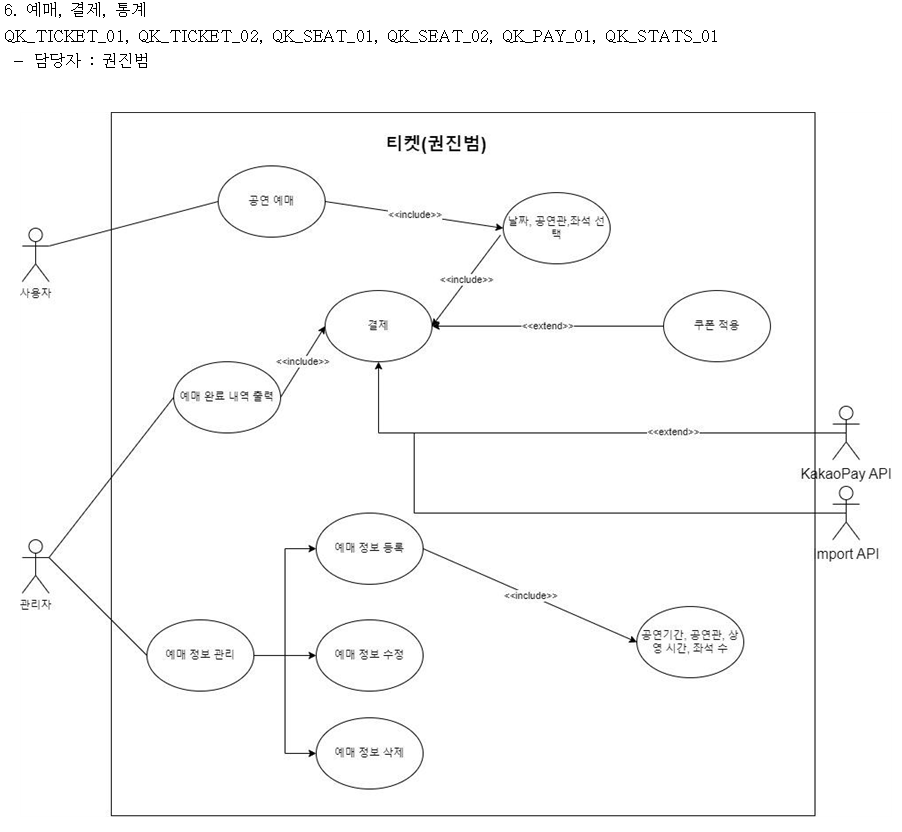 6. 예매, 결제, 통계
QK_TICKET_01, QK_TICKET_02, QK_SEAT_01, QK_SEAT_02, QK_PAY_01, QK_STATS_01
- 담당자 : 권진범
티켓(권진범)
공연 예매
<<include>>
날짜, 공연관,좌석 선
택
사용자
<<include>>
결제
<<extend>>
쿠폰 적용
<<include>>
예매 완료 내역 출력
<<extend>>
KakaoPay API
mport API
예매 정보 등록
<<include>>
관리자
공연기간, 공연관, 상
영 시간, 좌석 수
예매 정보 관리
예매 정보 수정
예매 정보 삭제